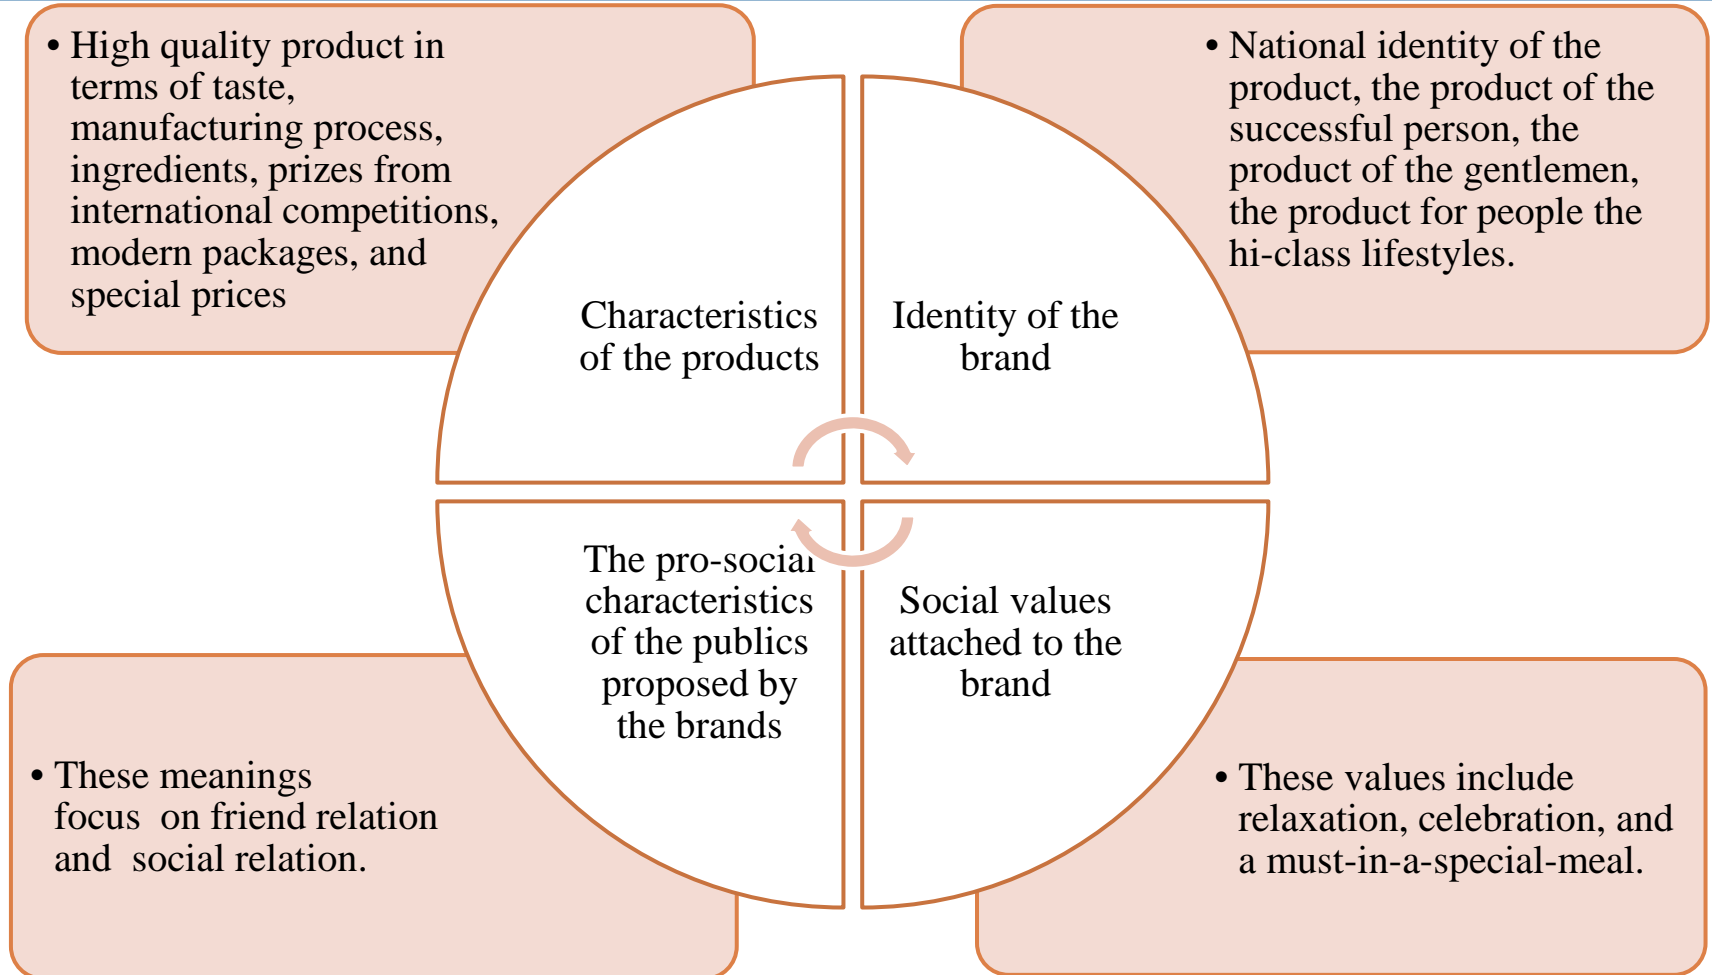 • High quality product in
terms of taste,
manufacturing process,
ingredients, prizes from
international competitions,
modern packages, and
special prices
• National identity of the
product, the product of the
successful person, the
product of the gentlemen,
the product for people the
hi-class lifestyles.
Characteristics
of the products
Identity of the
brand
The pro-social
characteristics
of the publics
proposed by
the brands
Social values
attached to the
brand
• These meanings
focus on friend relation
and social relation.
• These values include
relaxation, celebration, and
a must-in-a-special-meal.